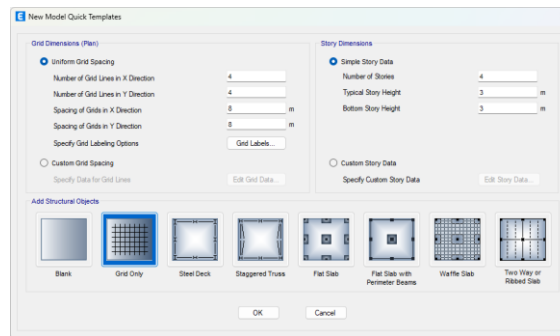 E New Model Quick Templates
Grid Dimensions (Plan)
Uniform Grid Spacing
Number of Grid Lines in X Direction 4
Number of Grid Lines in Y Direction 4
Spacing of Grids in X Direction 8 m
Spacing of Grids in Y Direction 8 m
Specify Grid Labeling Options Grid Labels...
Custom Grid Spacing
Specify Data for Grid Lines Edit Grid Data...
Story Dimensions
Simple Story Data
Number of Stories 4
Typical Story Height 3 m
Bottom Story Height 3 m
Custom Story Data
Specify Custom Story Data Edit Story Data...
Add Structural Objects
Blank
Grid Only
Steel Deck
Staggered Truss
Flat Slab
Flat Slab with
Perimeter Beams
Waffle Slab
Two Way or
Ribbed Slab
OK Cancel